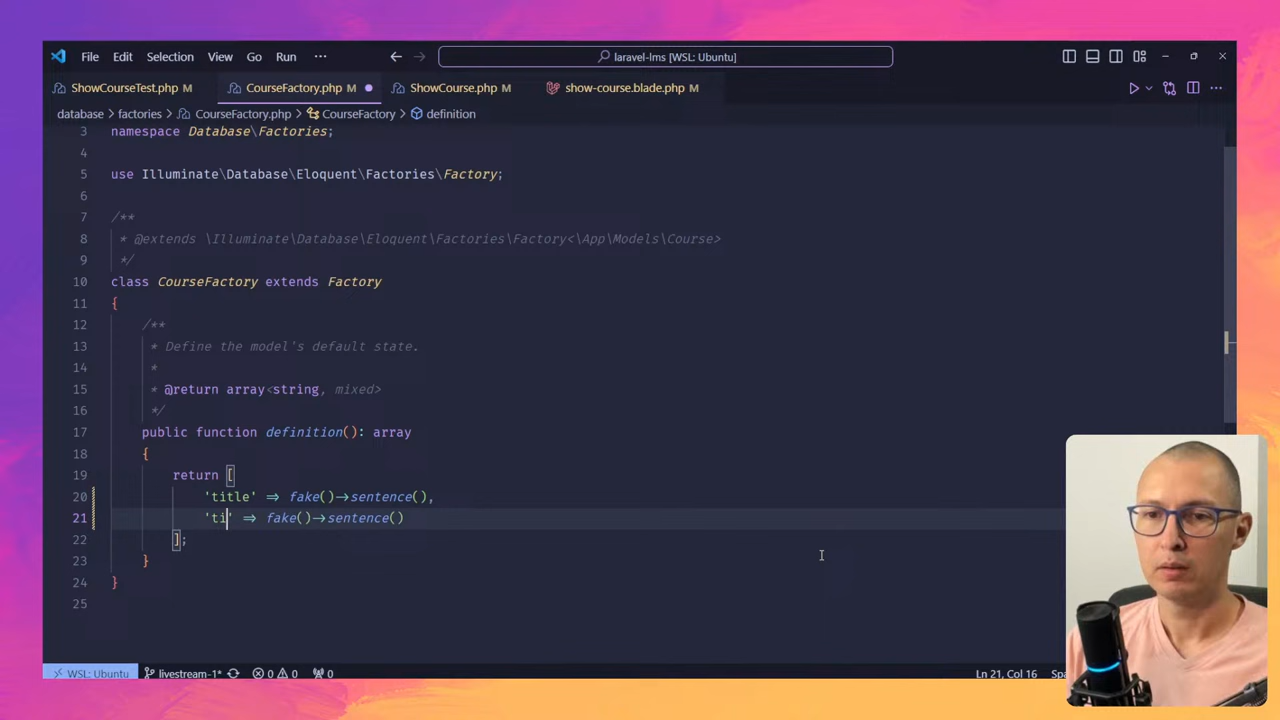 File Edit Selection View Go Run ··· ← → laravel-lms [WSL: Ubuntu]
ShowCourseTest.php M CourseFactory.php M ● ShowCourse.php M show-course.blade.php M
database > factories > CourseFactory.php > CourseFactory > definition
3 namespace Database\Factories;
4
5 use Illuminate\Database\Eloquent\Factories\Factory;
6
7 /**
8 * @extends \Illuminate\Database\Eloquent\Factories\Factory<\App\Models\Course>
9 */
10 class CourseFactory extends Factory
11 {
12 /**
13 * Define the model's default state.
14 *
15 * @return array<string, mixed>
16 */
17 public function definition(): array
18 {
19 return [
20 'title' => fake()->sentence(),
21 'ti' => fake()->sentence()
22 ];
23 }
24 }
25
WSL: Ubuntu livestream-1* 0 0 0 Ln 21, Col 16 Spa